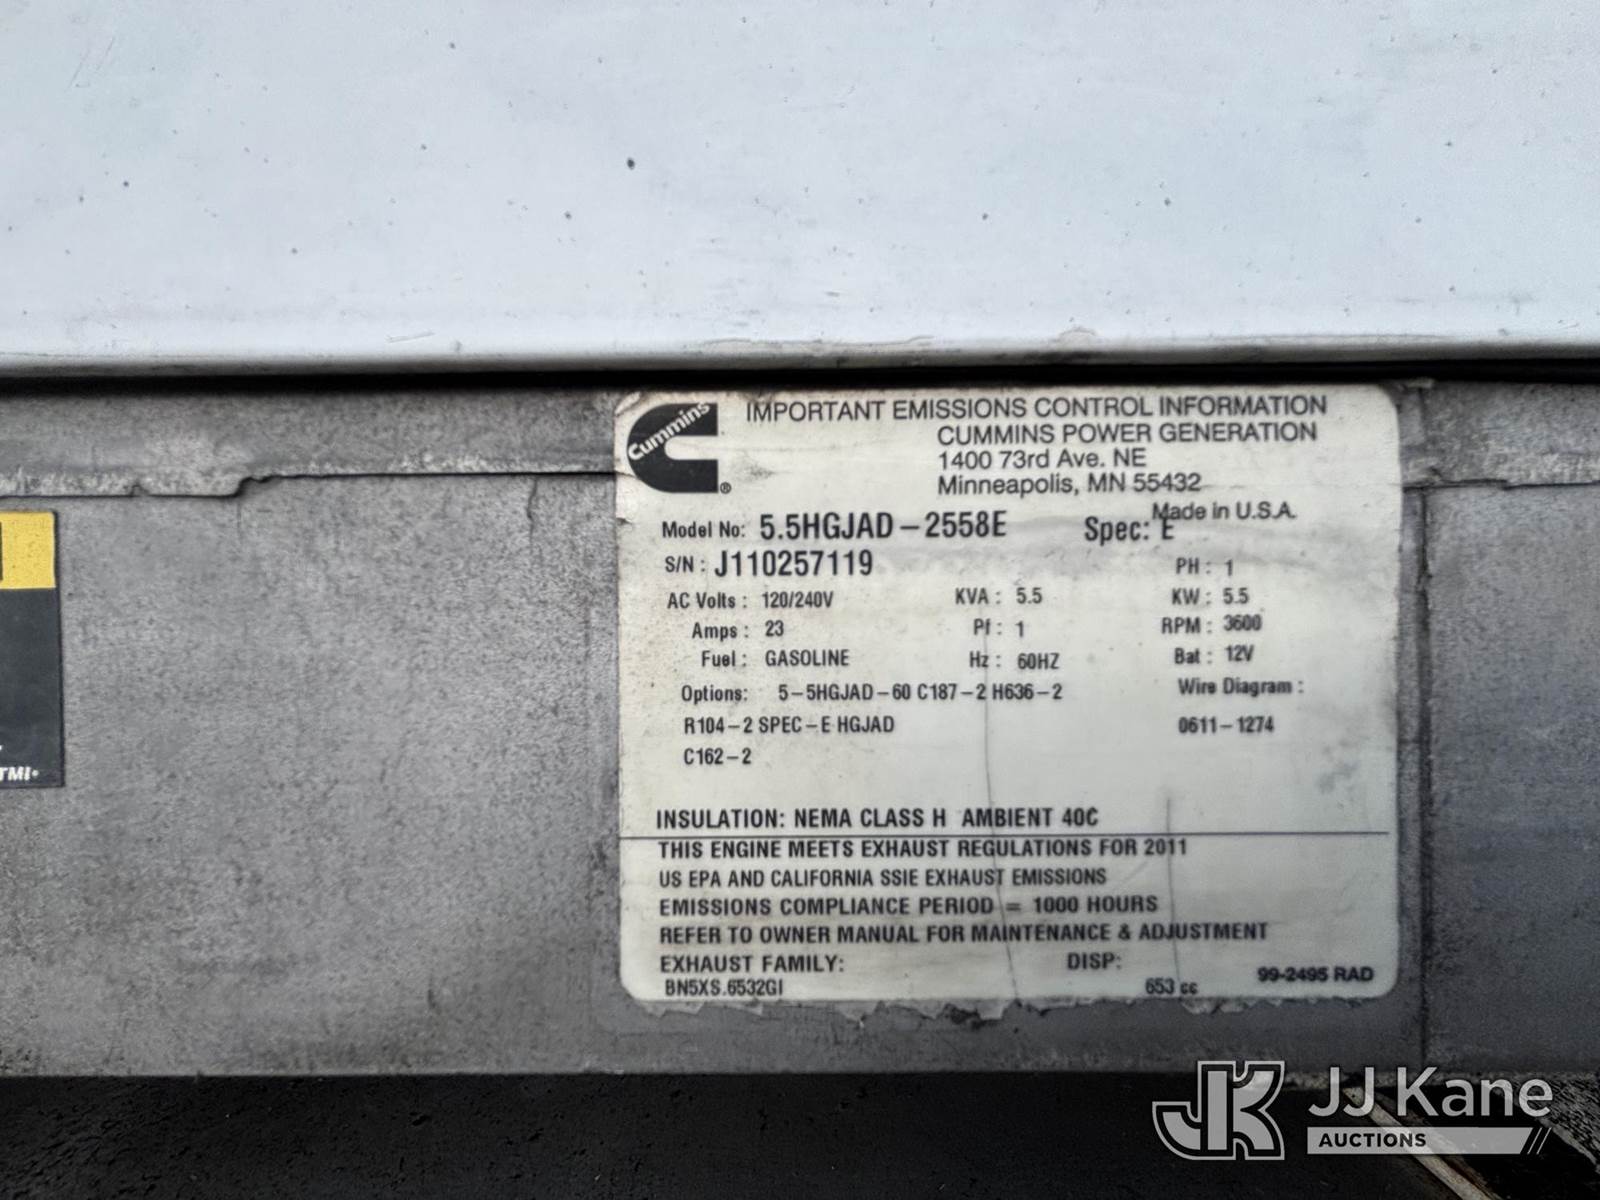 Cummins
®
IMPORTANT EMISSIONS CONTROL INFORMATION
CUMMINS POWER GENERATION
1400 73rd Ave. NE
Minneapolis, MN 55432
Made in U.S.A.
Model No: 5.5HGJAD-2558E Spec: E
S/N : J110257119 PH : 1
AC Volts : 120/240V KVA : 5.5 KW : 5.5
Amps : 23 Pf : 1 RPM : 3600
Fuel : GASOLINE Hz : 60HZ Bat : 12V
Options: 5-5HGJAD-60 C187-2 H636-2 Wire Diagram :
R104-2 SPEC-E HGJAD 0611-1274
C162-2
INSULATION: NEMA CLASS H AMBIENT 40C
THIS ENGINE MEETS EXHAUST REGULATIONS FOR 2011
US EPA AND CALIFORNIA SSIE EXHAUST EMISSIONS
EMISSIONS COMPLIANCE PERIOD = 1000 HOURS
REFER TO OWNER MANUAL FOR MAINTENANCE & ADJUSTMENT
EXHAUST FAMILY: DISP:
BN5XS.6532GI 653 cc 99-2495 RAD
JJ Kane
AUCTIONS